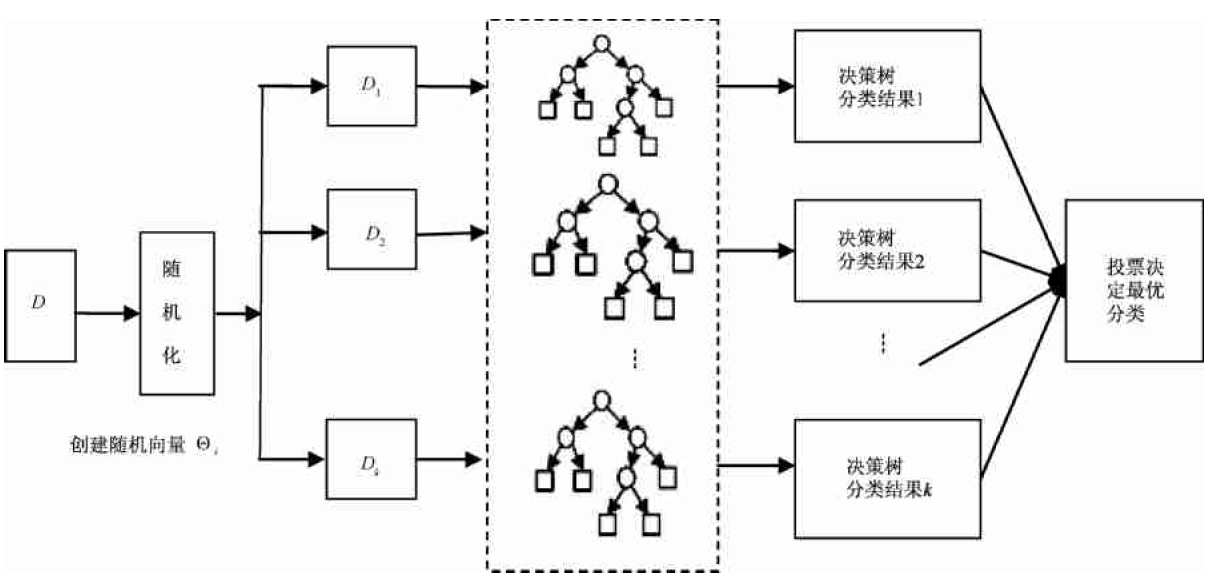 D
随
机
化
创建随机向量 Θ
D1
D2
Dk
决策树
分类结果1
决策树
分类结果2
决策树
分类结果k
投票决
定最优
分类